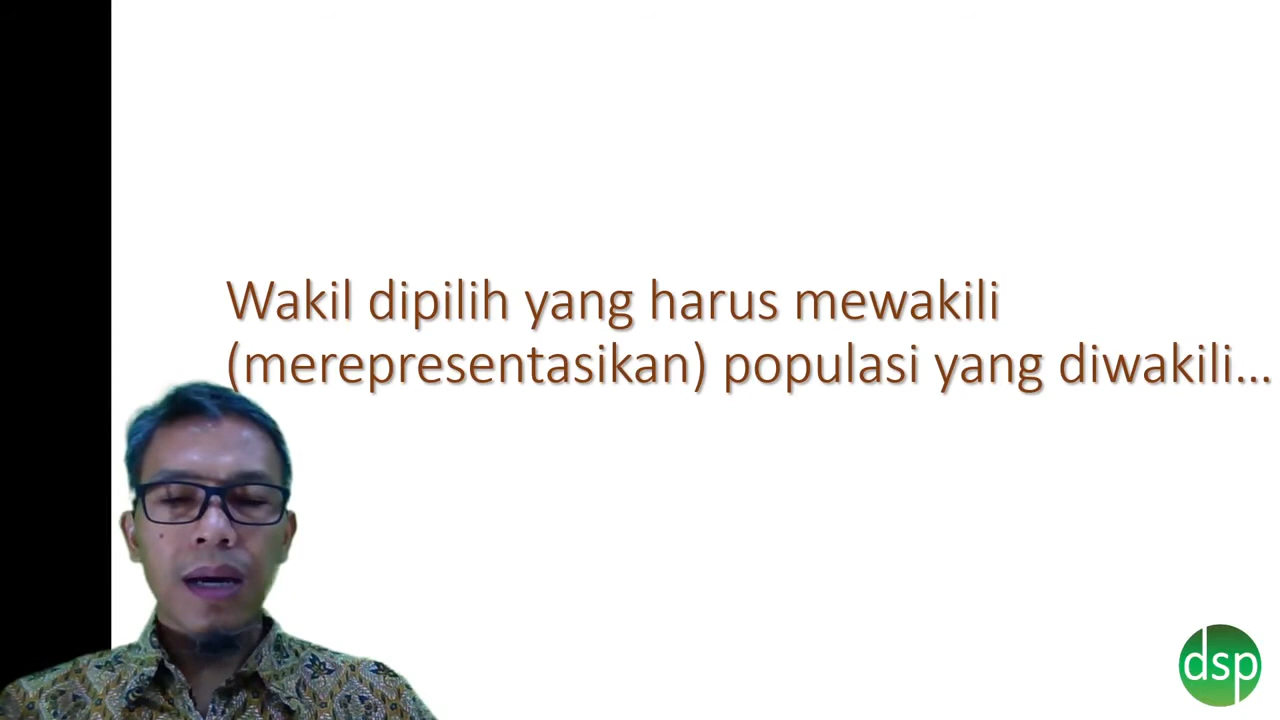 Wakil dipilih yang harus mewakili
(merepresentasikan) populasi yang diwakili...
dsp